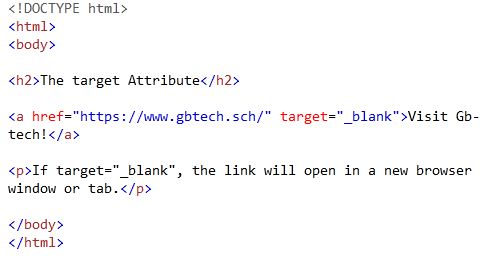 <!DOCTYPE html>
<html>
<body>
<h2>The target Attribute</h2>
<a href="https://www.gbtech.sch/" target="_blank">Visit Gb-
tech!</a>
<p>If target="_blank", the link will open in a new browser
window or tab.</p>
</body>
</html>